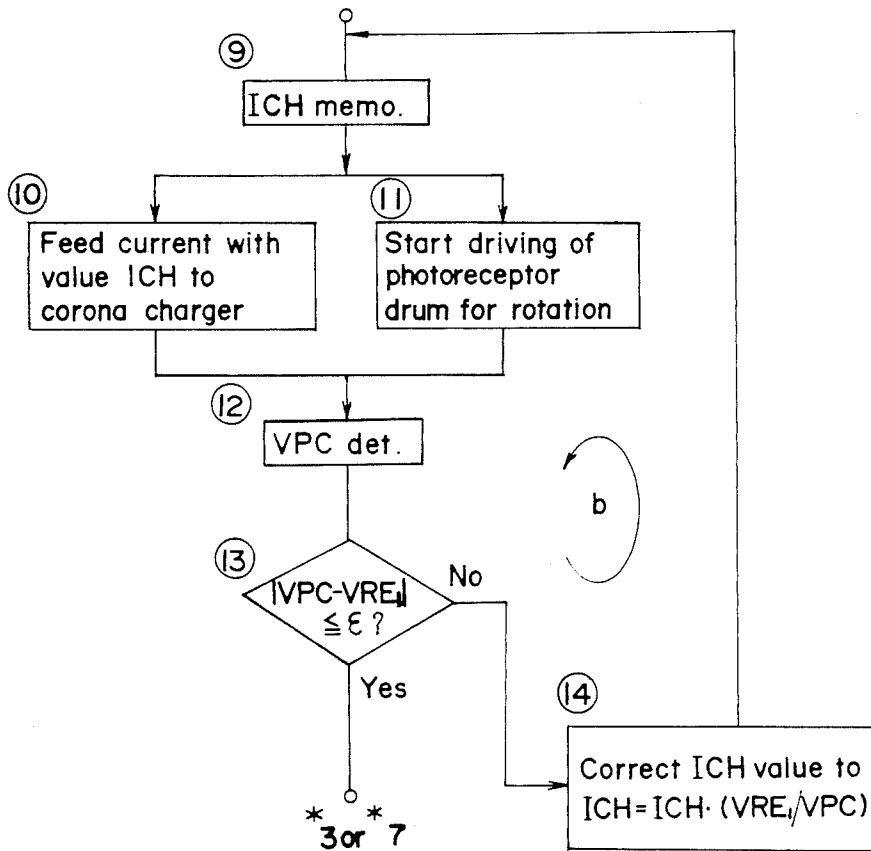 ⑨
ICH memo.
⑩
Feed current with
value ICH to
corona charger
⑪
Start driving of
photoreceptor
drum for rotation
⑫
VPC det.
⑬
|VPC-VRE₁|
≦ε?
No
Yes
b
⑭
Correct ICH value to
ICH=ICH·(VRE₁/VPC)
*3 or *7